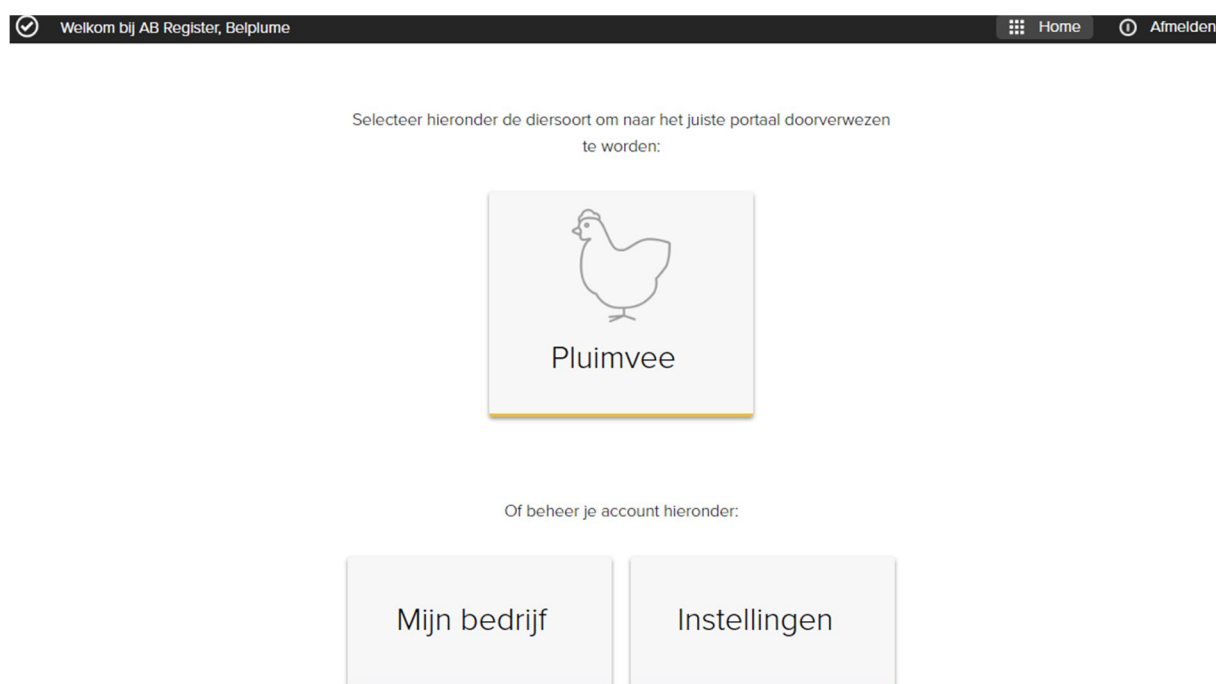 Welkom bij AB Register, Belplume
Home
Afmelden
Selecteer hieronder de diersoort om naar het juiste portaal doorverwezen
te worden:
Pluimvee
Of beheer je account hieronder:
Mijn bedrijf
Instellingen